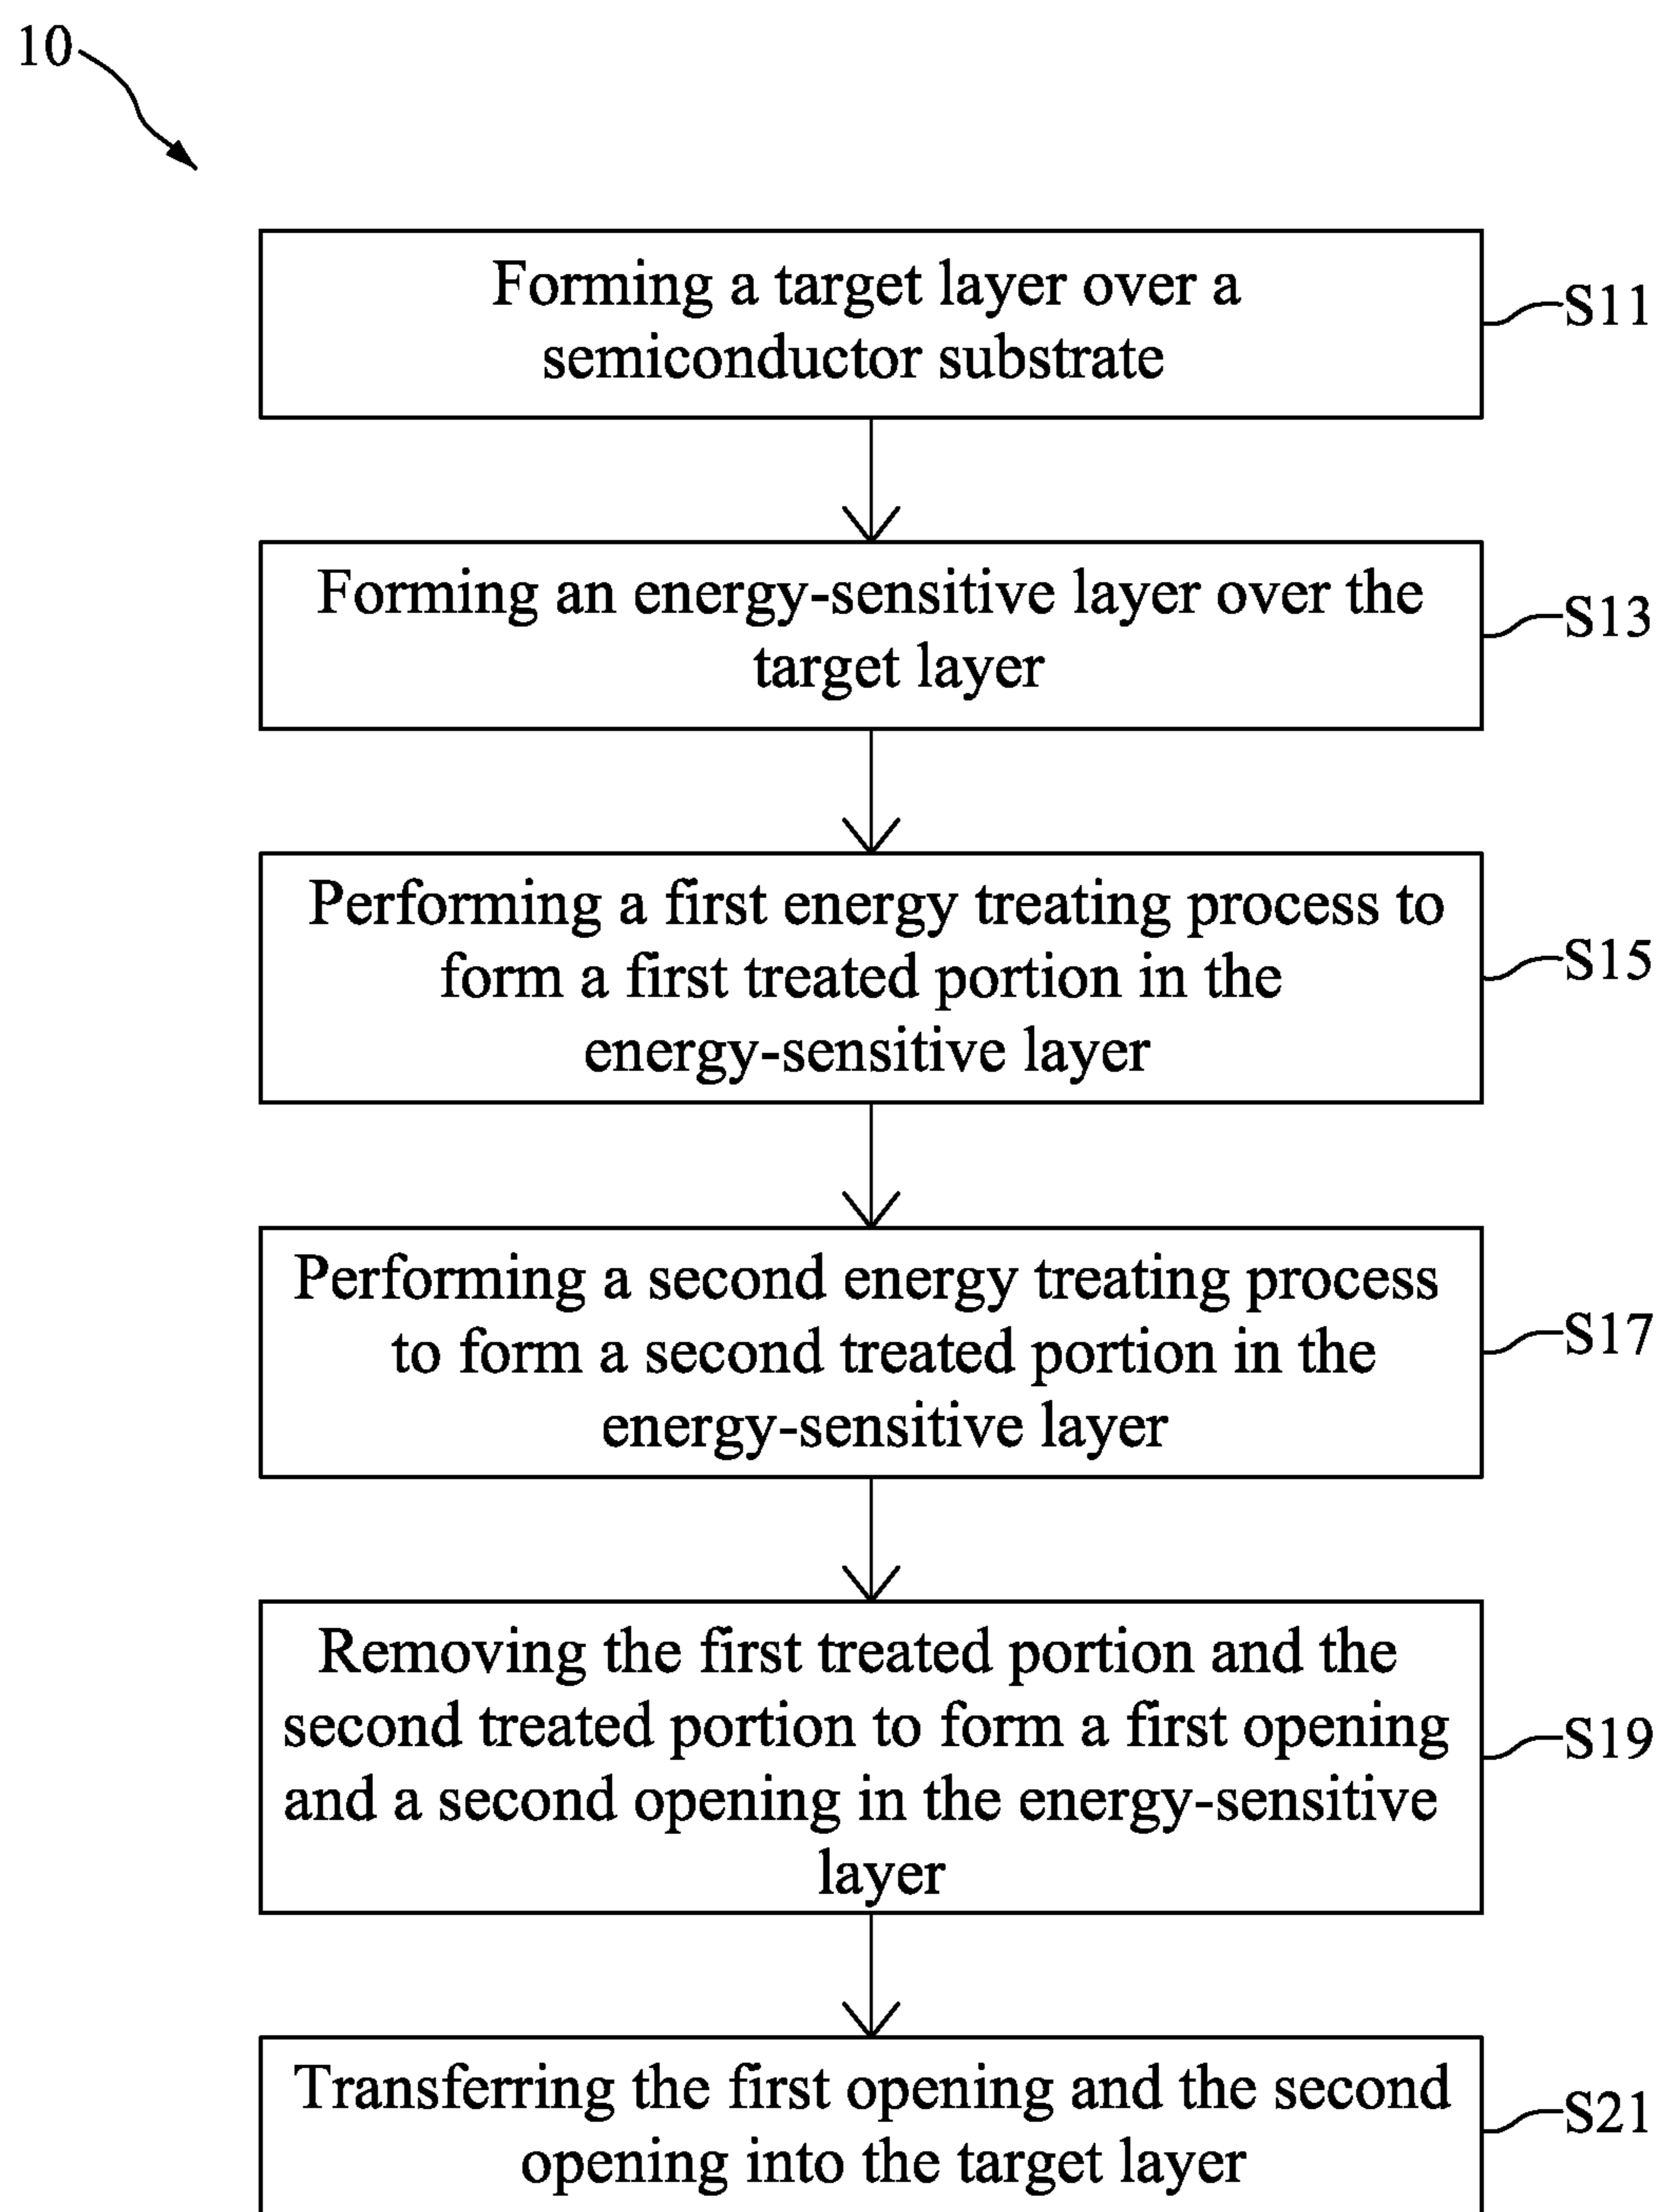 10
Forming a target layer over a
semiconductor substrate
S11
Forming an energy-sensitive layer over the
target layer
S13
Performing a first energy treating process to
form a first treated portion in the
energy-sensitive layer
S15
Performing a second energy treating process
to form a second treated portion in the
energy-sensitive layer
S17
Removing the first treated portion and the
second treated portion to form a first opening
and a second opening in the energy-sensitive
layer
S19
Transferring the first opening and the second
opening into the target layer
S21